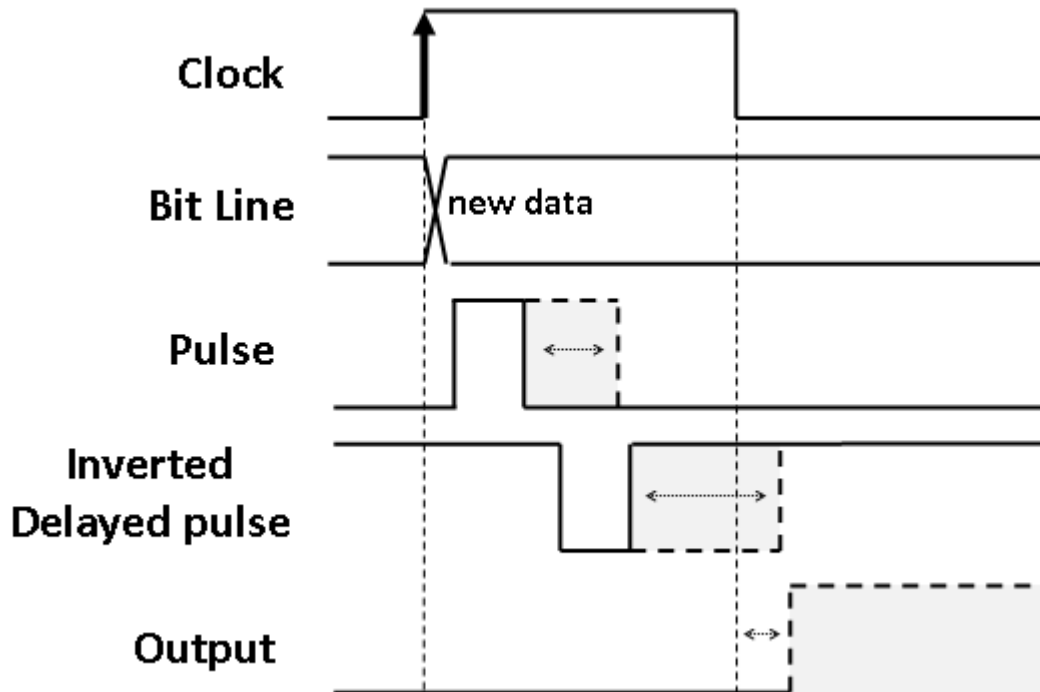 Clock
Bit Line
new data
Pulse
Inverted
Delayed pulse
Output